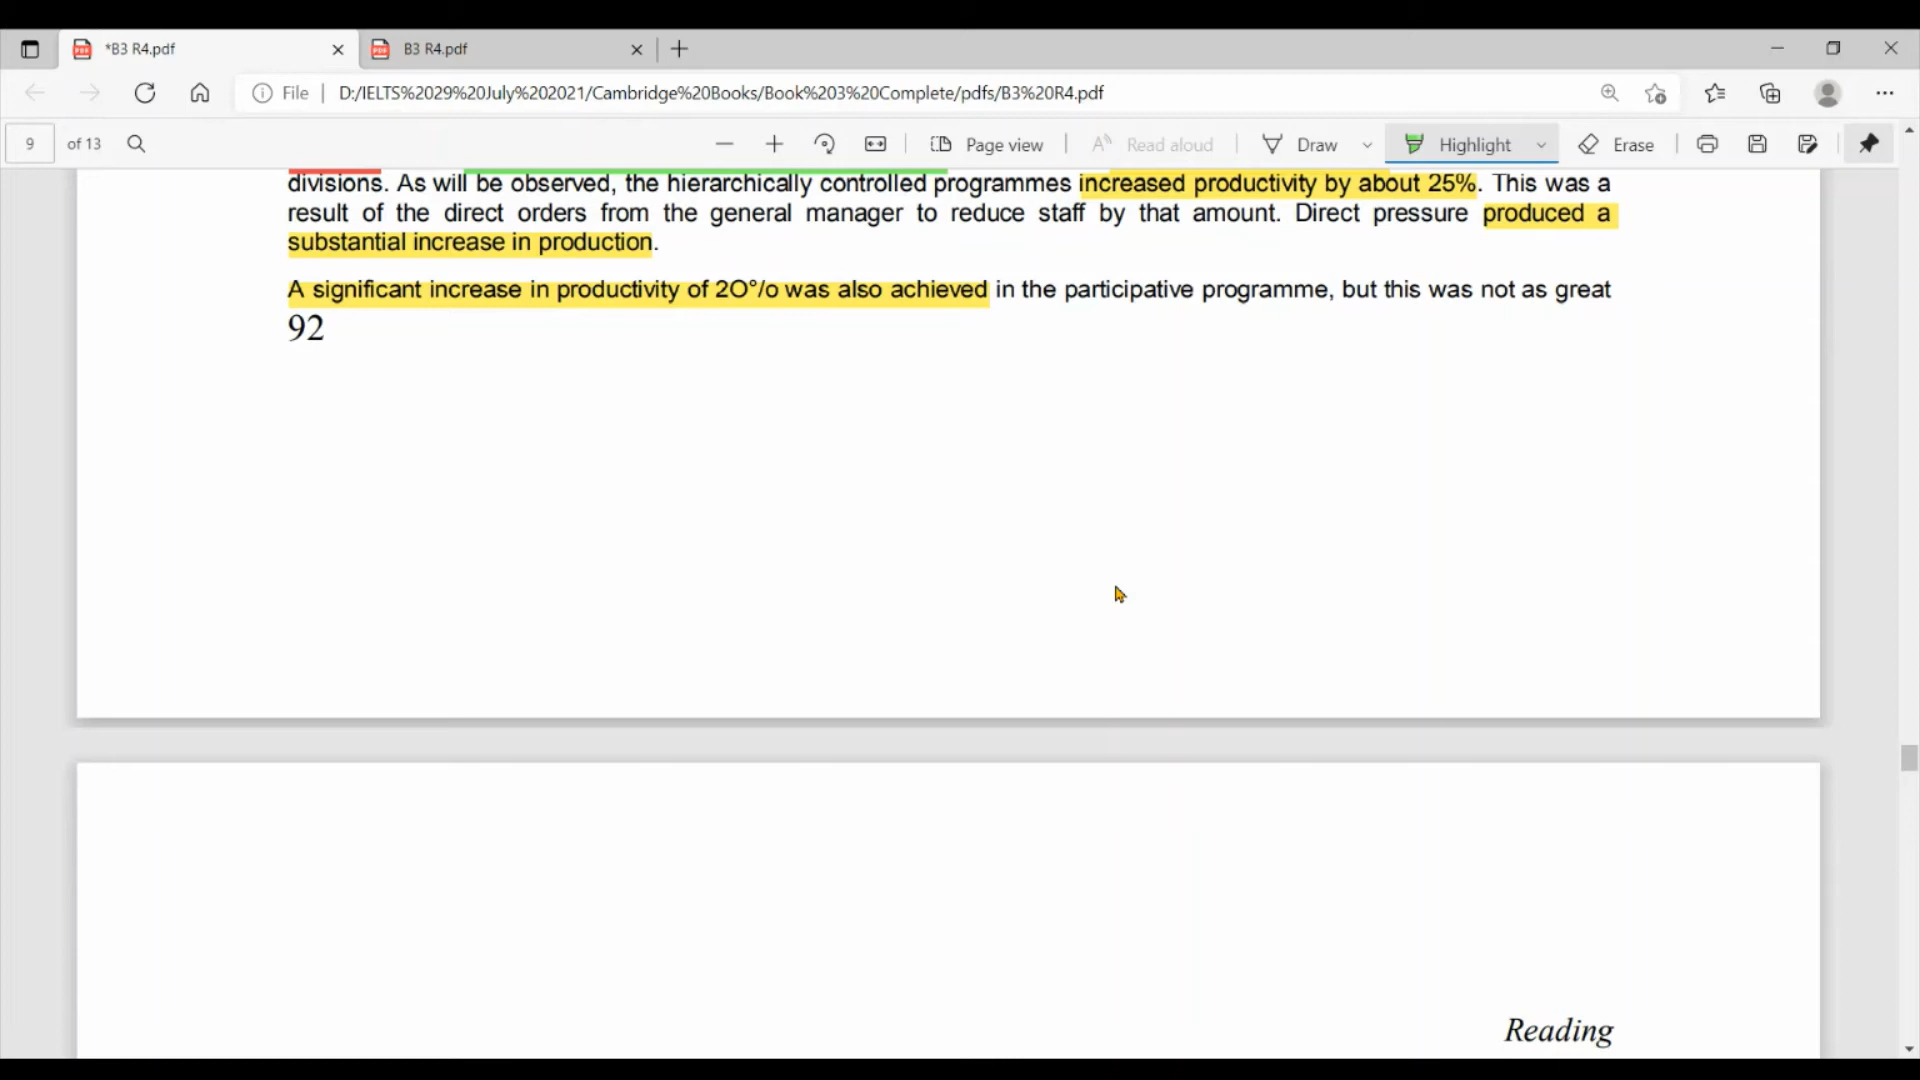 *B3 R4.pdf
B3 R4.pdf
File | D:/IELTS%2029%20July%202021/Cambridge%20Books/Book%203%20Complete/pdfs/B3%20R4.pdf
9 of 13
Page view
Read aloud
Draw
Highlight
Erase
divisions. As will be observed, the hierarchically controlled programmes increased productivity by about 25%. This was a
result of the direct orders from the general manager to reduce staff by that amount. Direct pressure produced a
substantial increase in production.
A significant increase in productivity of 2O°/o was also achieved in the participative programme, but this was not as great
92
Reading